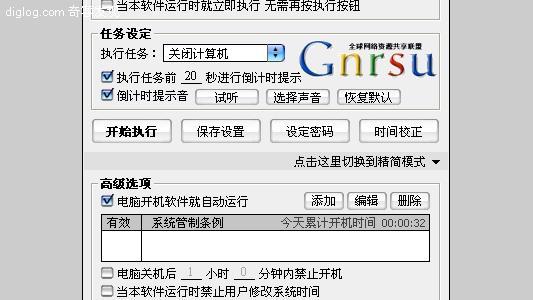 diglog.com 奇
当本软件运行时就立即执行 无需再按执行按钮
任务设定
执行任务： 关闭计算机
全球网络资源共享联盟
Gnrsu
执行任务前 20 秒进行倒计时提示
倒计时提示音 试听 选择声音 恢复默认
开始执行 保存设置 设定密码 时间校正
点击这里切换到精简模式
高级选项
电脑开机软件就自动运行 添加 编辑 删除
有效 系统管制条例 今天累计开机时间 00:00:32
电脑关机后 1 小时 0 分钟内禁止开机
当本软件运行时禁止用户修改系统时间